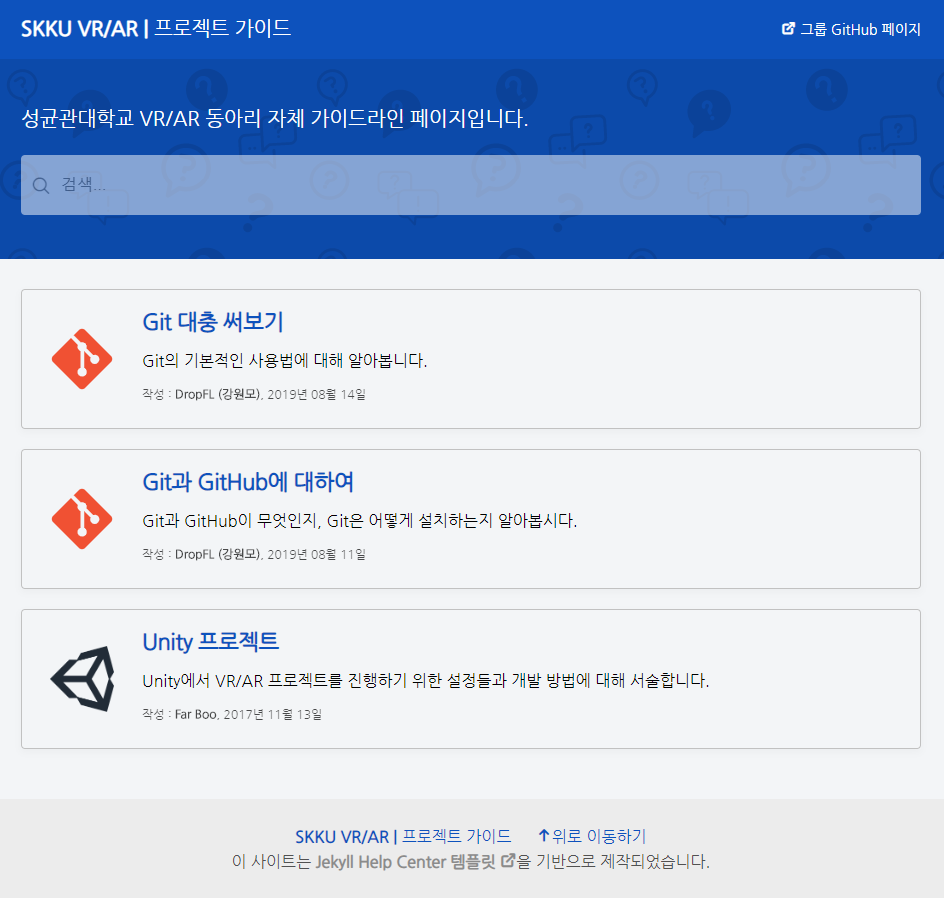 SKKU VR/AR | 프로젝트 가이드
그룹 GitHub 페이지
성균관대학교 VR/AR 동아리 자체 가이드라인 페이지입니다.
검색...
Git 대충 써보기
Git의 기본적인 사용법에 대해 알아봅니다.
작성 : DropFL (강원모), 2019년 08월 14일
Git과 GitHub에 대하여
Git과 GitHub이 무엇인지, Git은 어떻게 설치하는지 알아봅시다.
작성 : DropFL (강원모), 2019년 08월 11일
Unity 프로젝트
Unity에서 VR/AR 프로젝트를 진행하기 위한 설정들과 개발 방법에 대해 서술합니다.
작성 : Far Boo, 2017년 11월 13일
SKKU VR/AR | 프로젝트 가이드 위로 이동하기
이 사이트는 Jekyll Help Center 템플릿 을 기반으로 제작되었습니다.